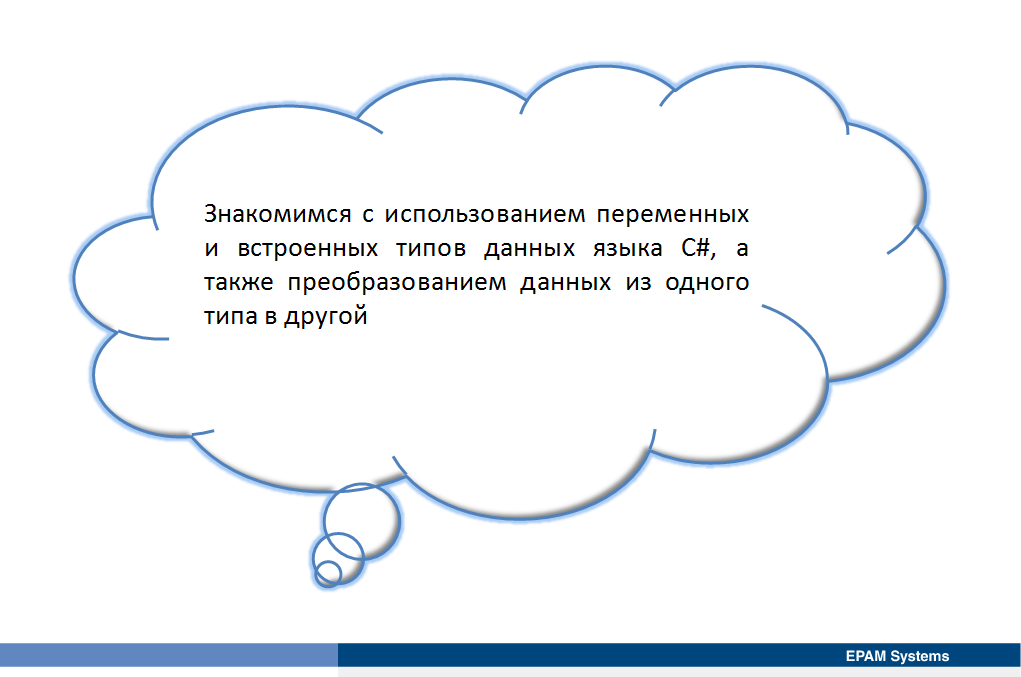 Знакомимся с использованием переменных
и встроенных типов данных языка C#, а
также преобразованием данных из одного
типа в другой
EPAM Systems